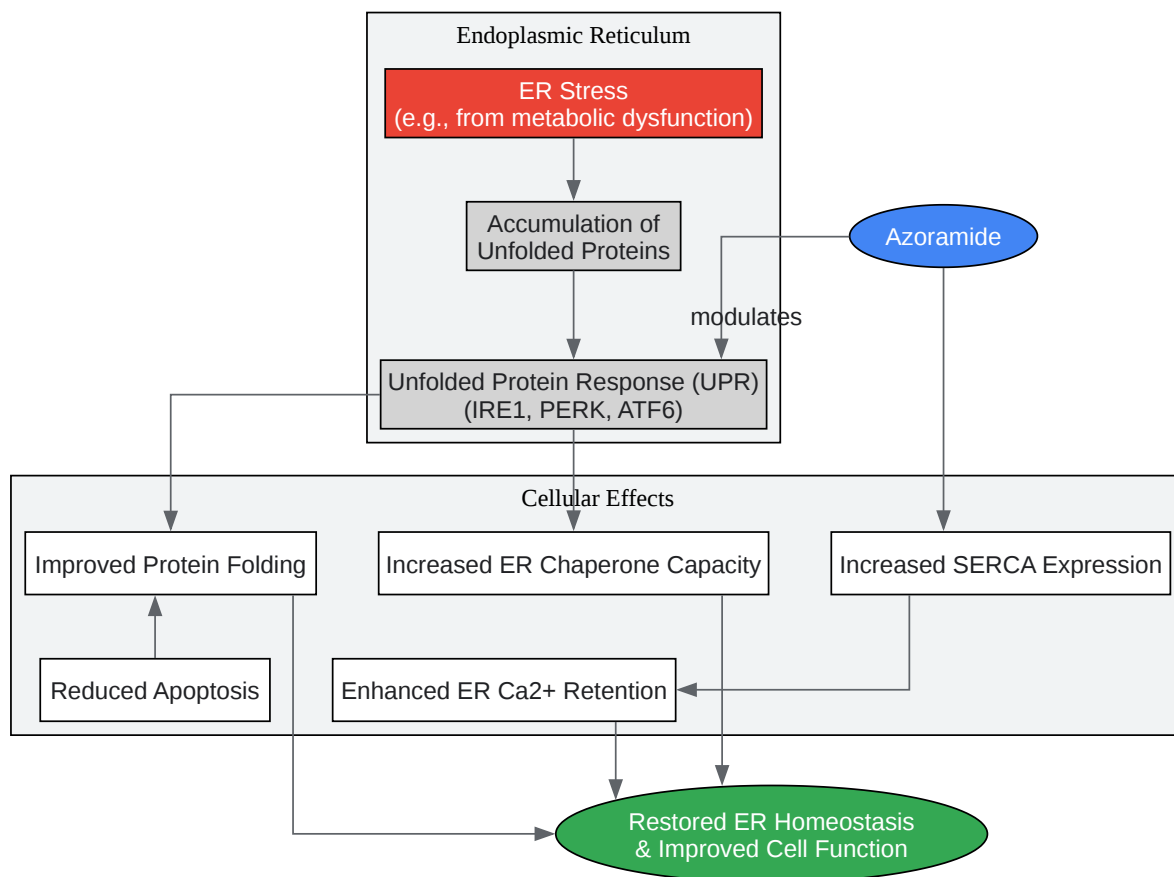 Endoplasmic Reticulum
ER Stress
(e.g., from metabolic dysfunction)
Accumulation of
Unfolded Proteins
Azoramide
modulates
Unfolded Protein Response (UPR)
(IRE1, PERK, ATF6)
Cellular Effects
Improved Protein Folding
Increased ER Chaperone Capacity
Increased SERCA Expression
Reduced Apoptosis
Enhanced ER Ca2+ Retention
Restored ER Homeostasis
& Improved Cell Function